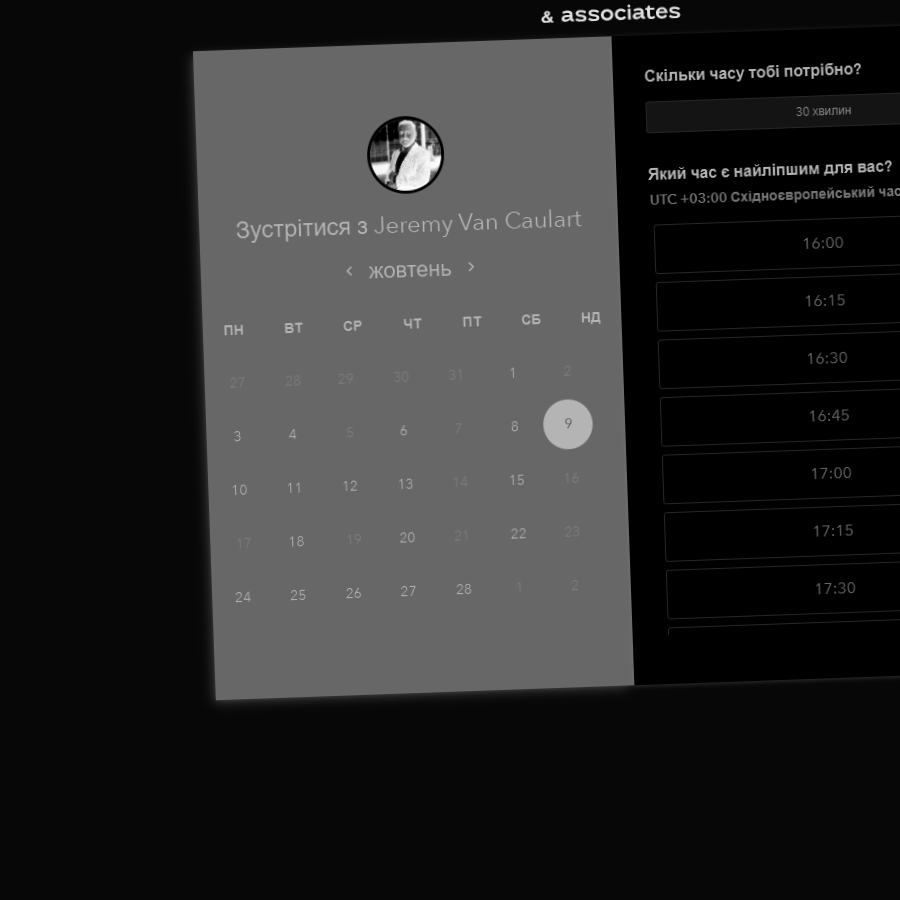 & associates
Зустрітися з Jeremy Van Caulart
жовтень
ПН ВТ СР ЧТ ПТ СБ НД
27 28 29 30 31 1 2
3 4 5 6 7 8 9
10 11 12 13 14 15 16
17 18 19 20 21 22 23
24 25 26 27 28 1 2
Скільки часу тобі потрібно?
30 хвилин
Який час є найліпшим для вас?
UTC +03:00 Східноєвропейський час
16:00
16:15
16:30
16:45
17:00
17:15
17:30